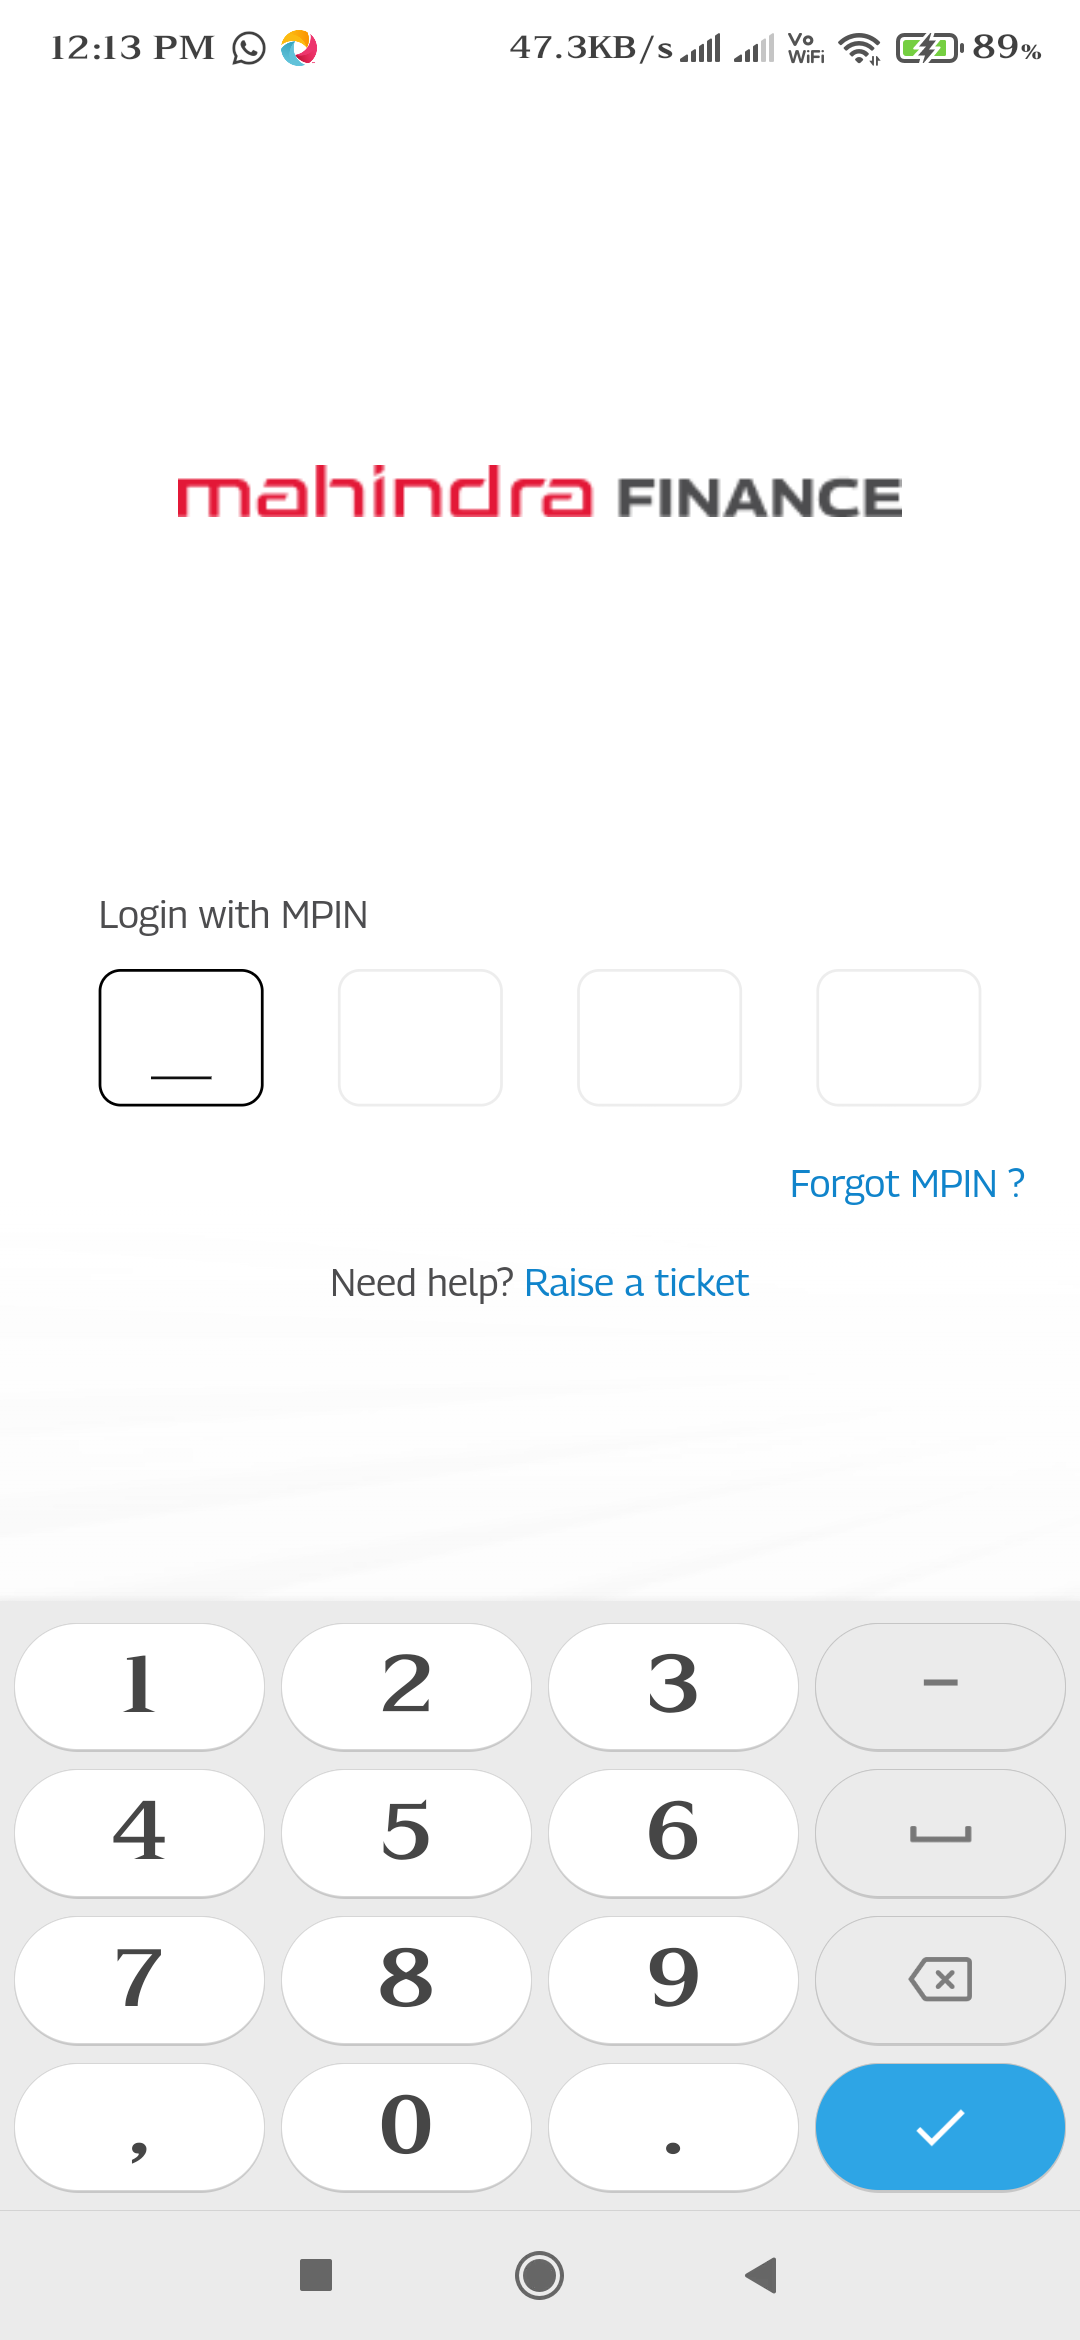 12:13 PM 47.3KB/s Vo WiFi 89%
mahindra FINANCE
Login with MPIN
Forgot MPIN ?
Need help? Raise a ticket
1 2 3 -
4 5 6
7 8 9
, 0 .